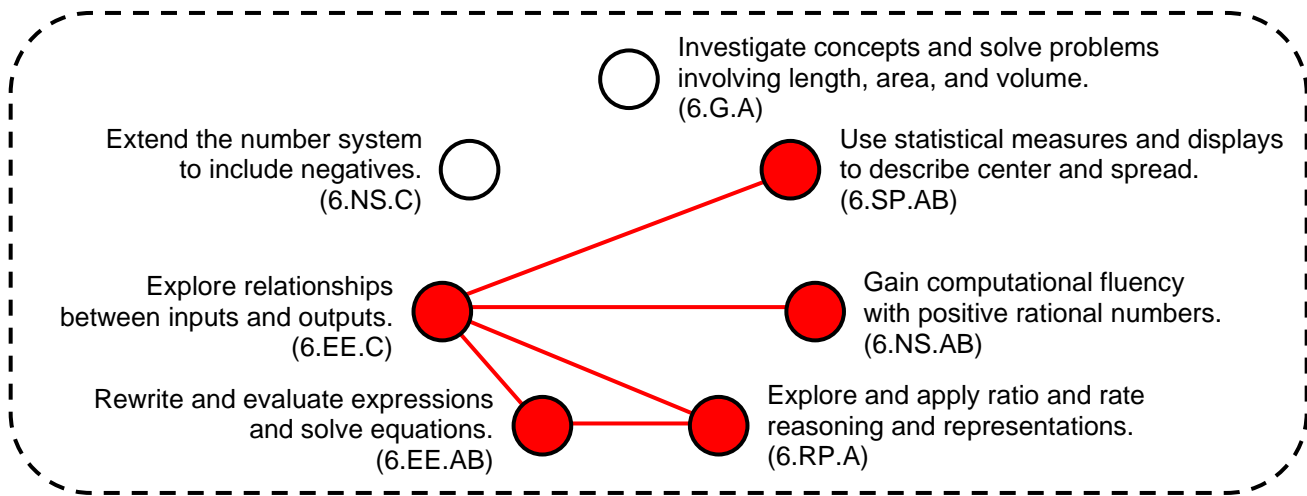 Investigate concepts and solve problems
involving length, area, and volume.
(6.G.A)
Extend the number system
to include negatives.
(6.NS.C)
Use statistical measures and displays
to describe center and spread.
(6.SP.AB)
Explore relationships
between inputs and outputs.
(6.EE.C)
Gain computational fluency
with positive rational numbers.
(6.NS.AB)
Rewrite and evaluate expressions
and solve equations.
(6.EE.AB)
Explore and apply ratio and rate
reasoning and representations.
(6.RP.A)